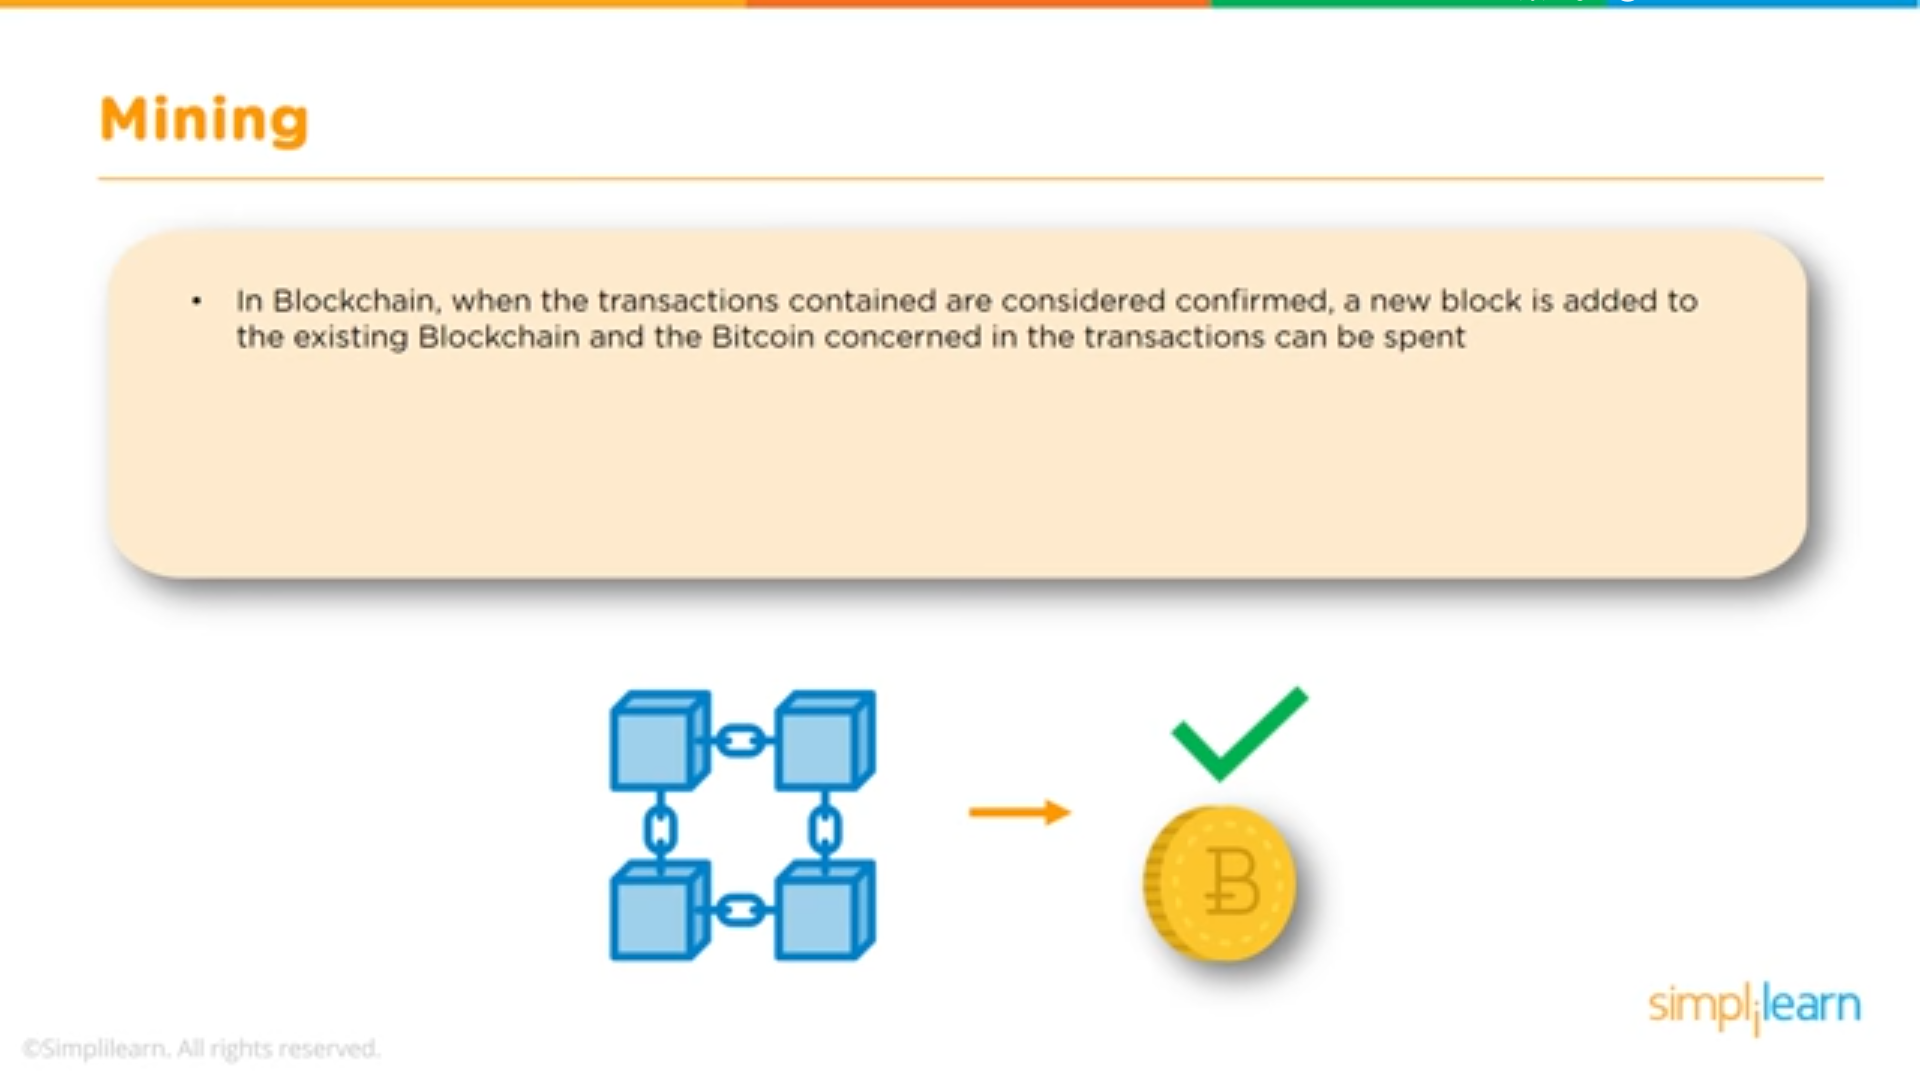 Mining
• In Blockchain, when the transactions contained are considered confirmed, a new block is added to
the existing Blockchain and the Bitcoin concerned in the transactions can be spent
simplilearn
©Simplilearn. All rights reserved.